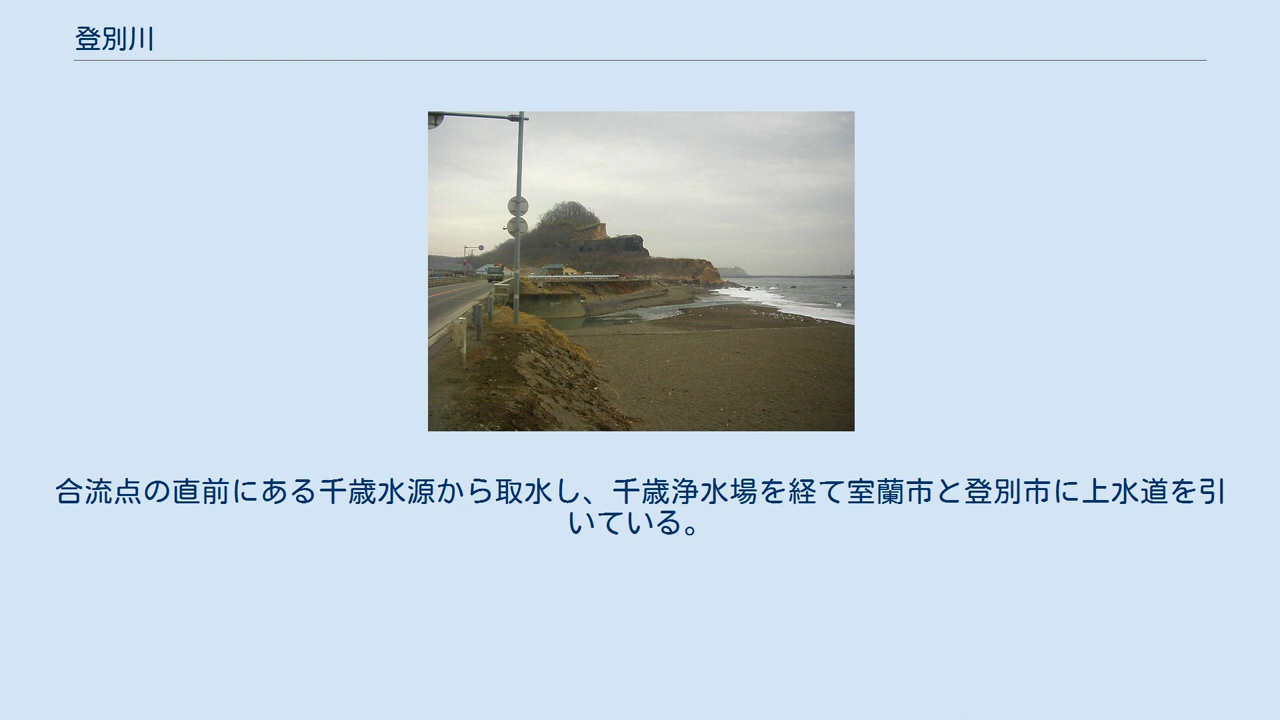 登別川
合流点の直前にある千歳水源から取水し、千歳浄水場を経て室蘭市と登別市に上水道を引
いている。